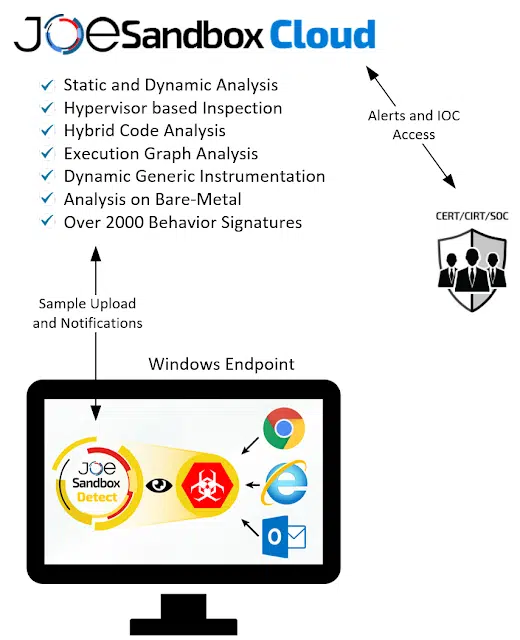 JOESandbox Cloud
Static and Dynamic Analysis
Hypervisor based Inspection
Hybrid Code Analysis
Execution Graph Analysis
Dynamic Generic Instrumentation
Analysis on Bare-Metal
Over 2000 Behavior Signatures
Alerts and IOC
Access
CERT/CIRT/SOC
Sample Upload
and Notifications
Windows Endpoint
JOE
Sandbox
Detect